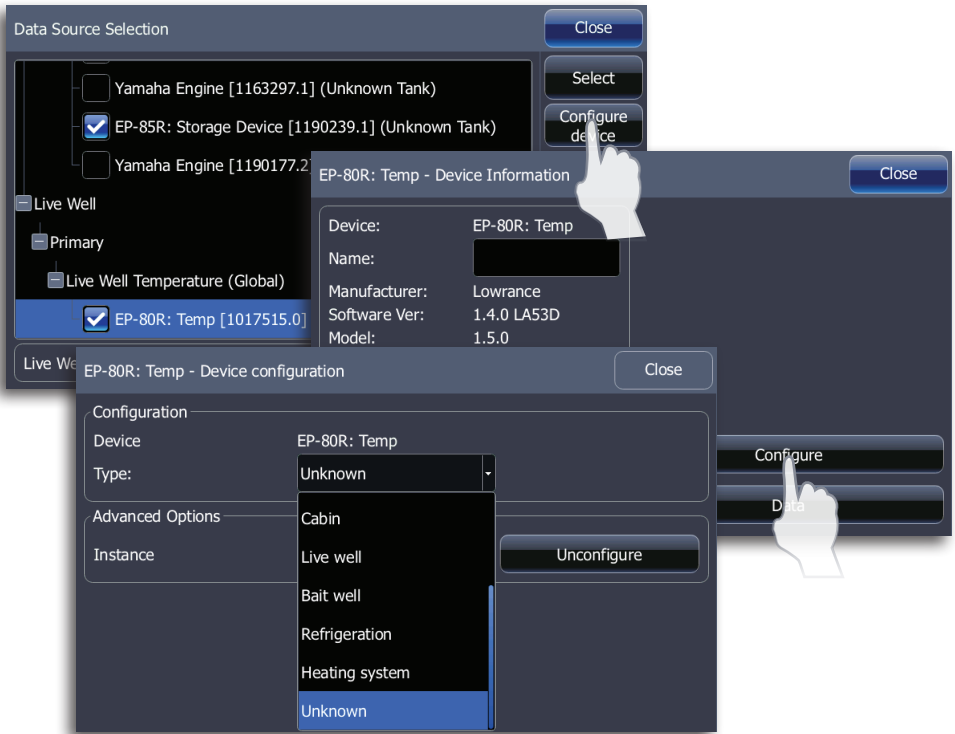 Data Source Selection
Close
Yamaha Engine [1163297.1] (Unknown Tank)
Select
EP-85R: Storage Device [1190239.1] (Unknown Tank)
Configure
device
Yamaha Engine [1190177.2]
Live Well
Primary
Live Well Temperature (Global)
EP-80R: Temp [1017515.0]
Live We
EP-80R: Temp - Device Information
Close
Device: EP-80R: Temp
Name:
Manufacturer: Lowrance
Software Ver: 1.4.0 LA53D
Model: 1.5.0
Configure
Data
EP-80R: Temp - Device configuration
Close
Configuration
Device EP-80R: Temp
Type: Unknown
Cabin
Advanced Options
Instance
Live well
Unconfigure
Bait well
Refrigeration
Heating system
Unknown